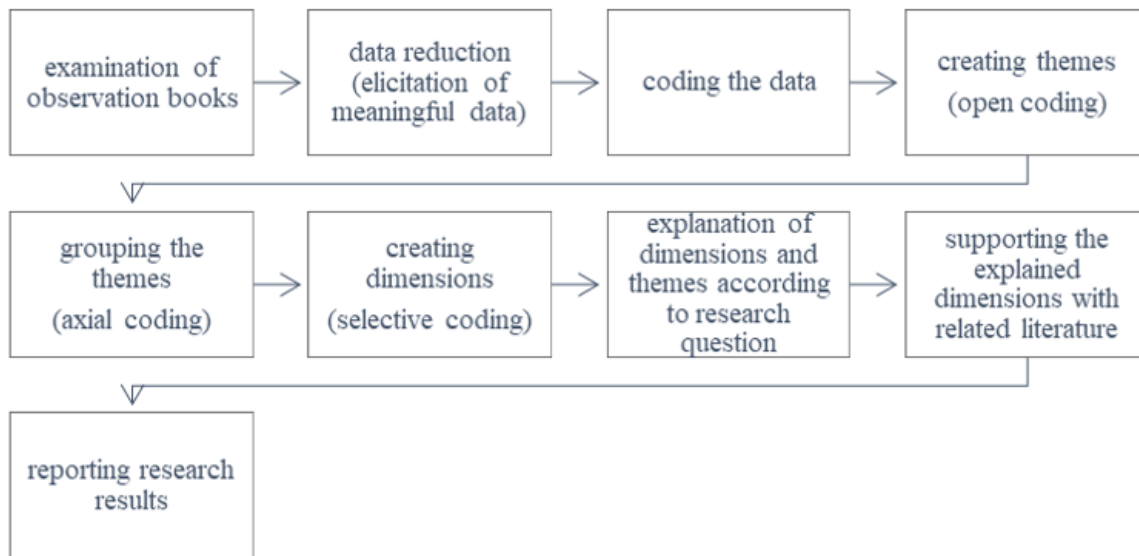 examination of
observation books
data reduction
(elicitation of
meaningful data)
coding the data
creating themes
(open coding)
grouping the
themes
(axial coding)
creating
dimensions
(selective coding)
explanation of
dimensions and
themes according
to research
question
supporting the
explained
dimensions with
related literature
reporting research
results